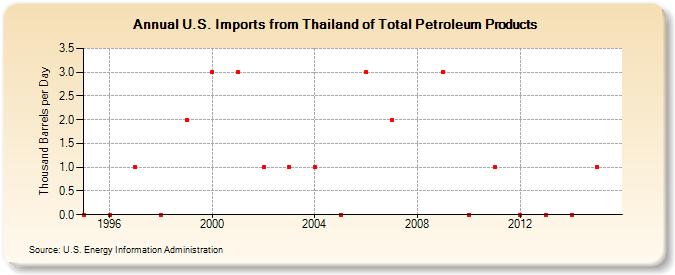 Annual U.S. Imports from Thailand of Total Petroleum Products
Thousand Barrels per Day
3.5
3.0
2.5
2.0
1.5
1.0
0.5
0.0
1996 2000 2004 2008 2012
Source: U.S. Energy Information Administration